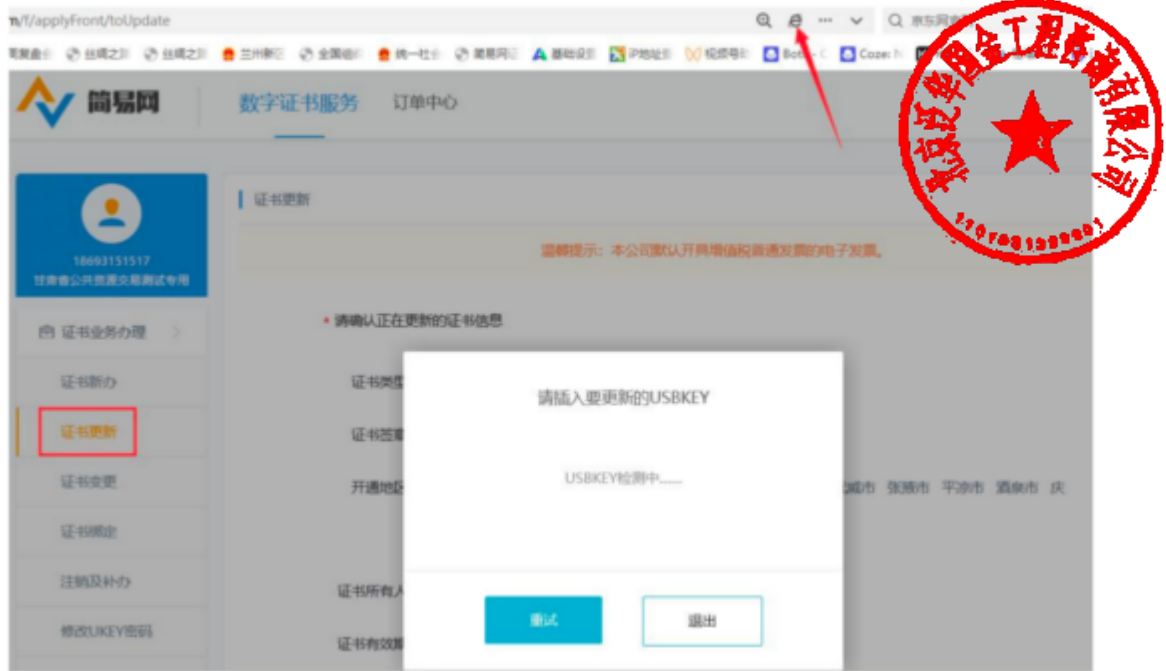 /f/applyFront/toUpdate
简易网
数字证书服务 订单中心
证书更新
温馨提示：本公司默认开具增值税普通发票的电子发票。
18693151517
甘肃省公共资源交易测试专用
* 请确认正在更新的证书信息
证书业务办理
证书新办
证书类型
请插入要更新的USBKEY
证书更新
USBKEY检测中......
证书变更
开通地区
张掖市 平凉市 酒泉市 庆
证书绑定
注销及补办
证书所有人
重试
退出
修改UKEY密码
证书有效期